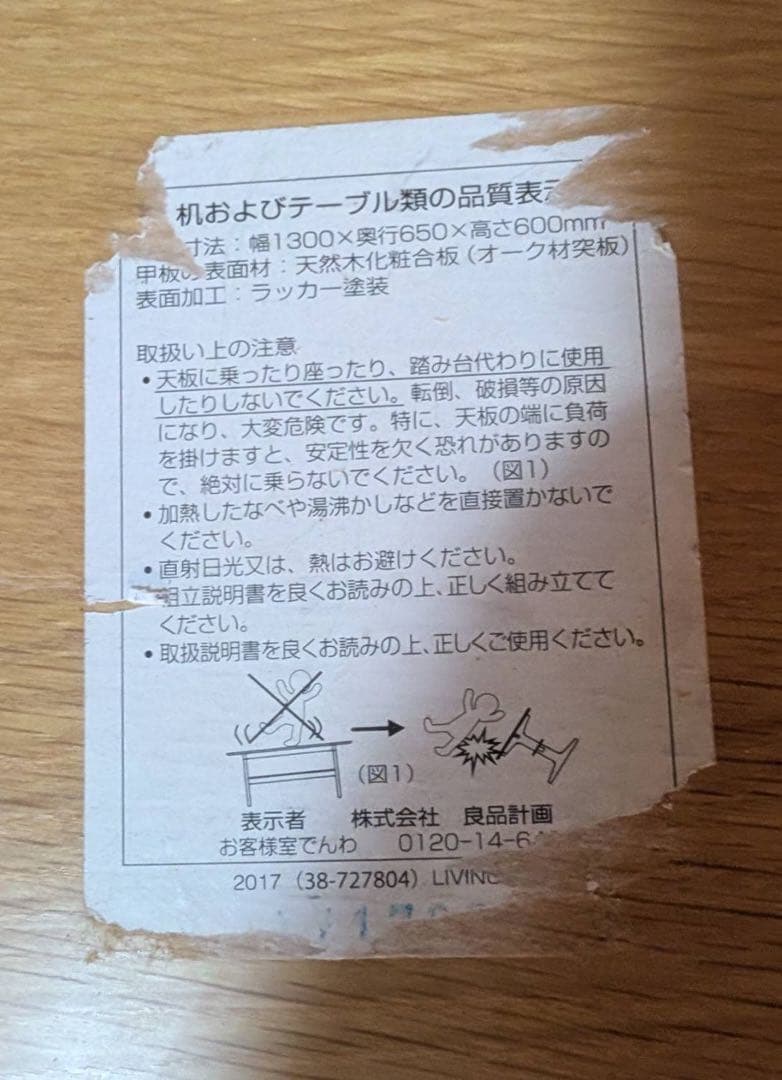 机およびテーブル類の品質表示
寸法：幅1300×奥行650×高さ600mm
甲板の表面材：天然木化粧合板（オーク材突板）
表面加工：ラッカー塗装
取扱い上の注意
・天板に乗ったり座ったり、踏み台代わりに使用
したりしないでください。転倒、破損等の原因
になり、大変危険です。特に、天板の端に負荷
を掛けますと、安定性を欠く恐れがありますの
で、絶対に乗らないでください。（図1）
・加熱したなべや湯沸かしなどを直接置かないで
ください。
・直射日光又は、熱はお避けください。
組立説明書を良くお読みの上、正しく組み立てて
ください。
・取扱説明書を良くお読みの上、正しくご使用ください。
（図1）
表示者　株式会社　良品計画
お客様室でんわ　0120-14-6
2017（38-727804）LIVING